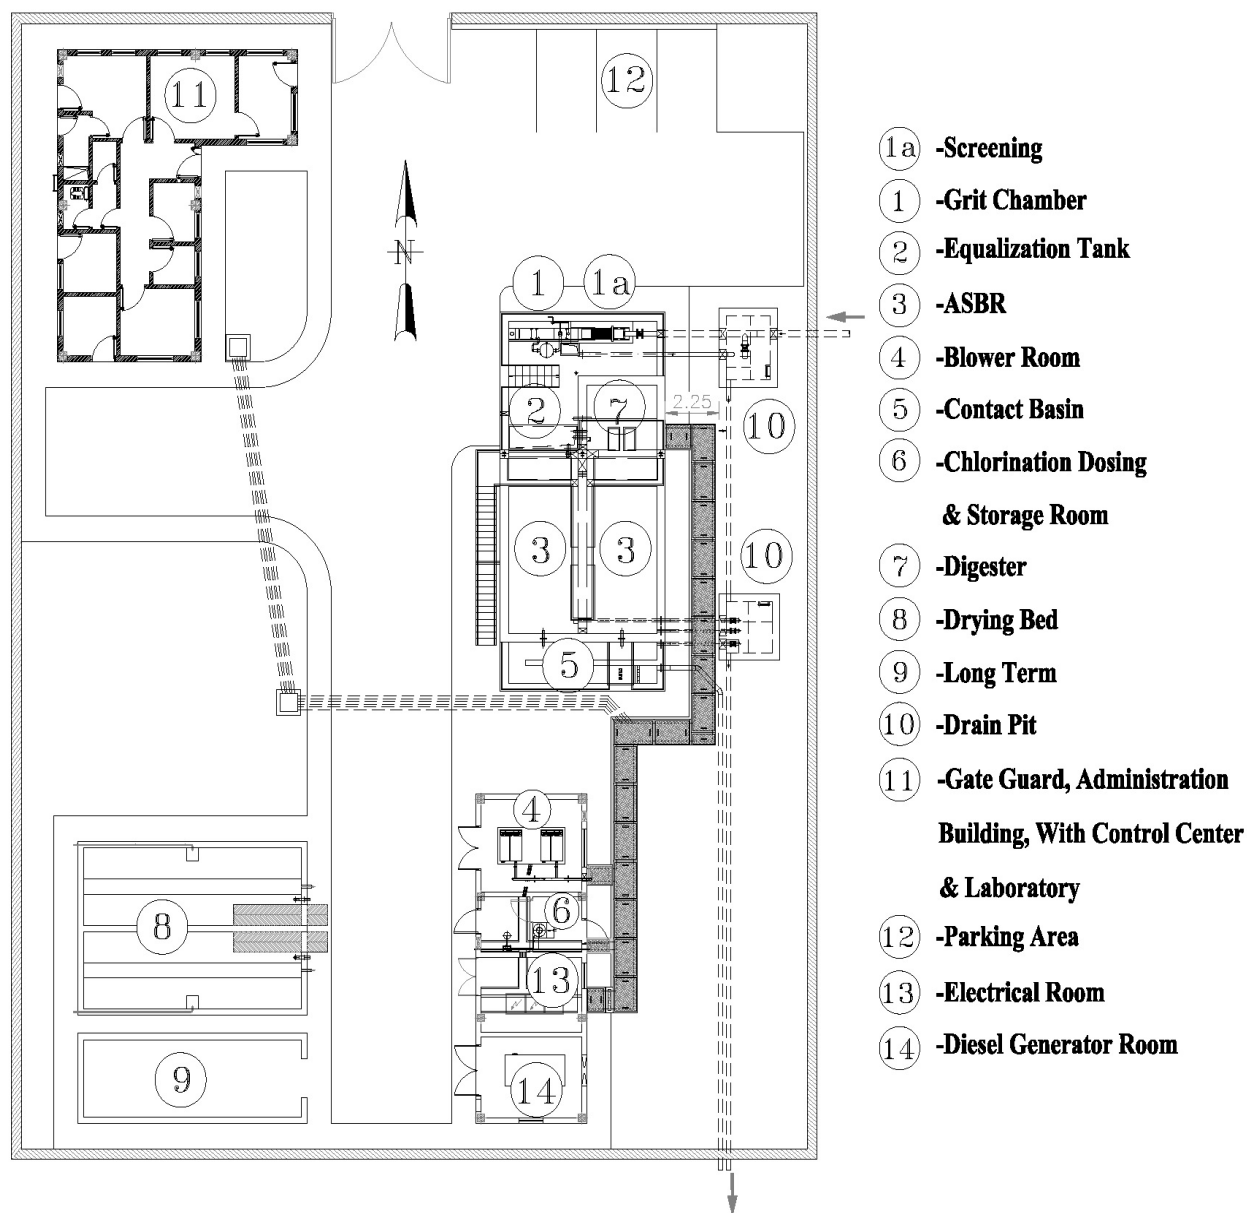 12
11
1a -Screening
1 -Grit Chamber
N
2 -Equalization Tank
1 1a
3 -ASBR
4 -Blower Room
2 7 2.25 10
5 -Contact Basin
6 -Chlorination Dosing
& Storage Room
3 3 10
7 -Digester
8 -Drying Bed
5
9 -Long Term
10 -Drain Pit
11 -Gate Guard, Administration
4
Building, With Control Center
& Laboratory
6
8
12 -Parking Area
13
13 -Electrical Room
14 -Diesel Generator Room
9
14